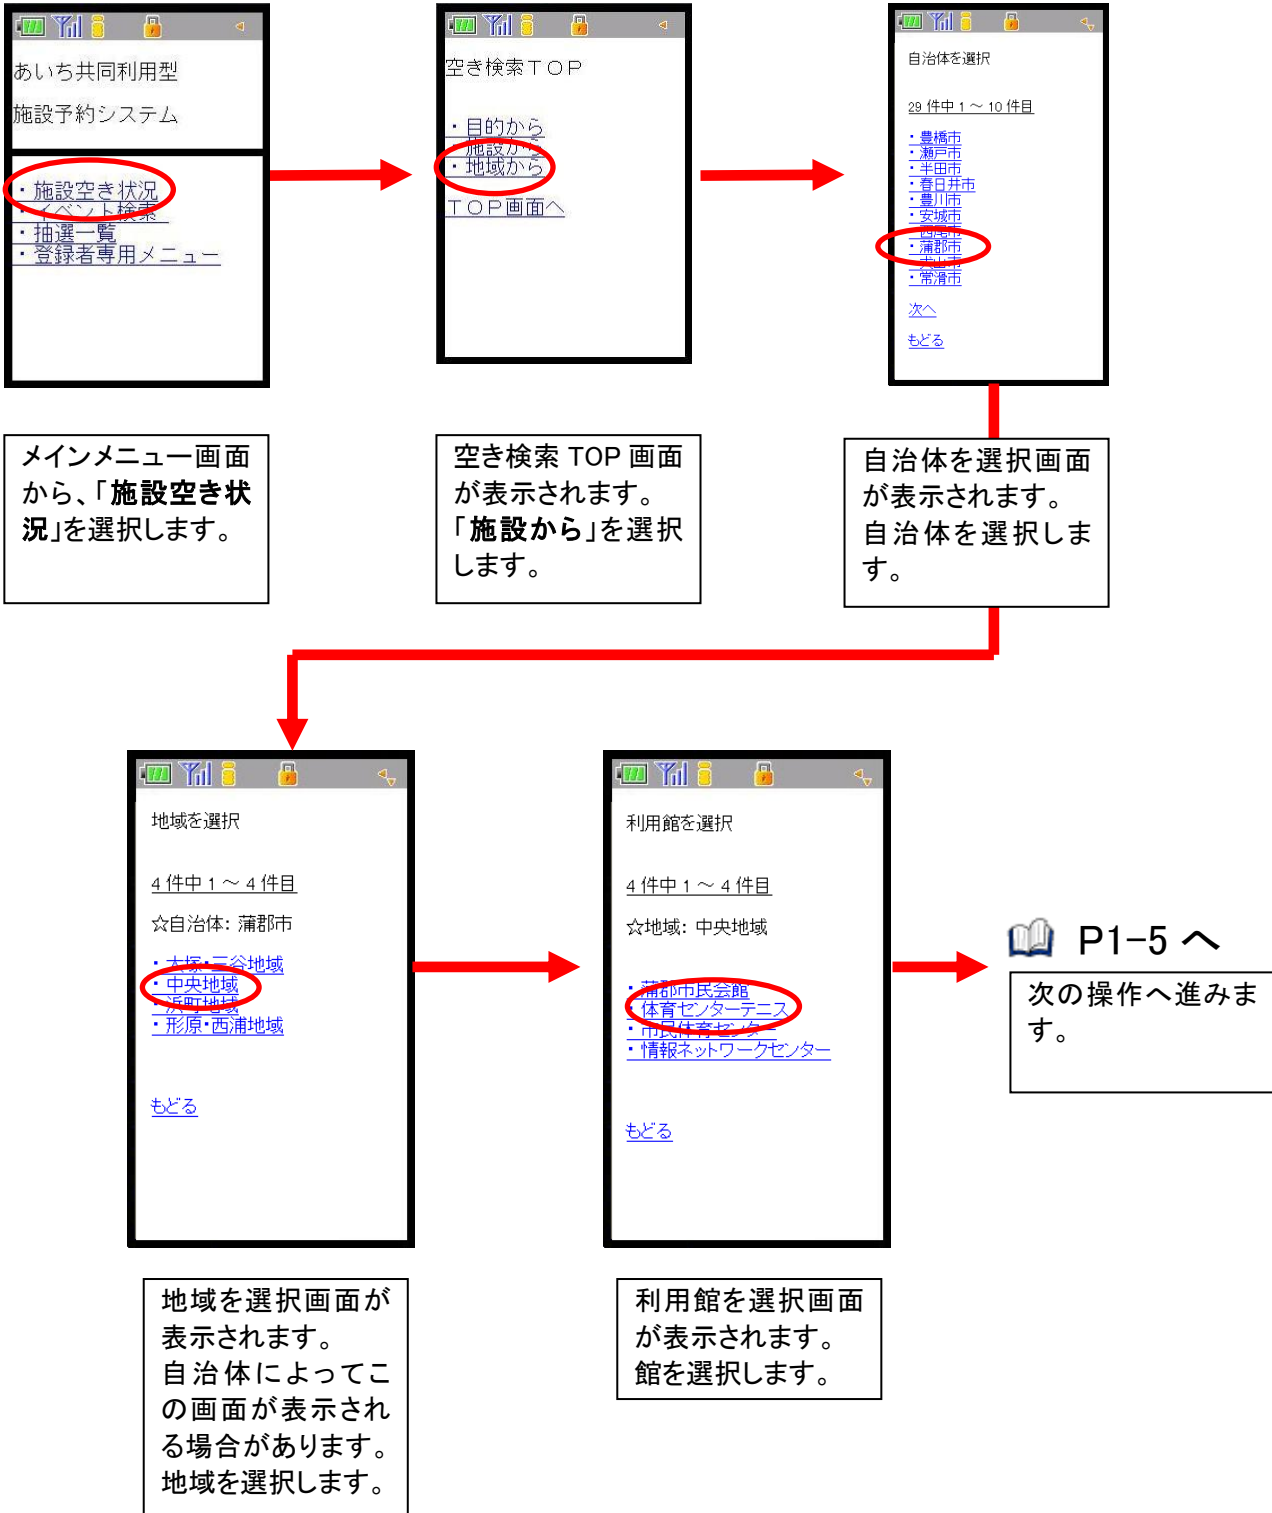 あいち共同利用型
施設予約システム
・施設空き状況
・イベント検索
・抽選一覧
・登録者専用メニュー
空き検索ＴＯＰ
・目的から
・施設から
・地域から
ＴＯＰ画面へ
自治体を選択
29 件中 1 ～ 10 件目
・豊橋市
・瀬戸市
・半田市
・春日井市
・豊川市
・安城市
・西尾市
・蒲郡市
・犬山市
・常滑市
次へ
もどる
メインメニュー画面
から、「施設空き状
況」を選択します。
空き検索 TOP 画面
が表示されます。
「施設から」を選択
します。
自治体を選択画面
が表示されます。
自治体を選択しま
す。
地域を選択
4 件中 1 ～ 4 件目
☆自治体: 蒲郡市
・大塚・三谷地域
・中央地域
・浜町地域
・形原・西浦地域
もどる
利用館を選択
4 件中 1 ～ 4 件目
☆地域: 中央地域
・蒲郡市民会館
・体育センターテニス
・市民体育センター
・情報ネットワークセンター
もどる
P1-5 へ
次の操作へ進みま
す。
地域を選択画面が
表示されます。
自治体によってこ
の画面が表示され
る場合があります。
地域を選択します。
利用館を選択画面
が表示されます。
館を選択します。